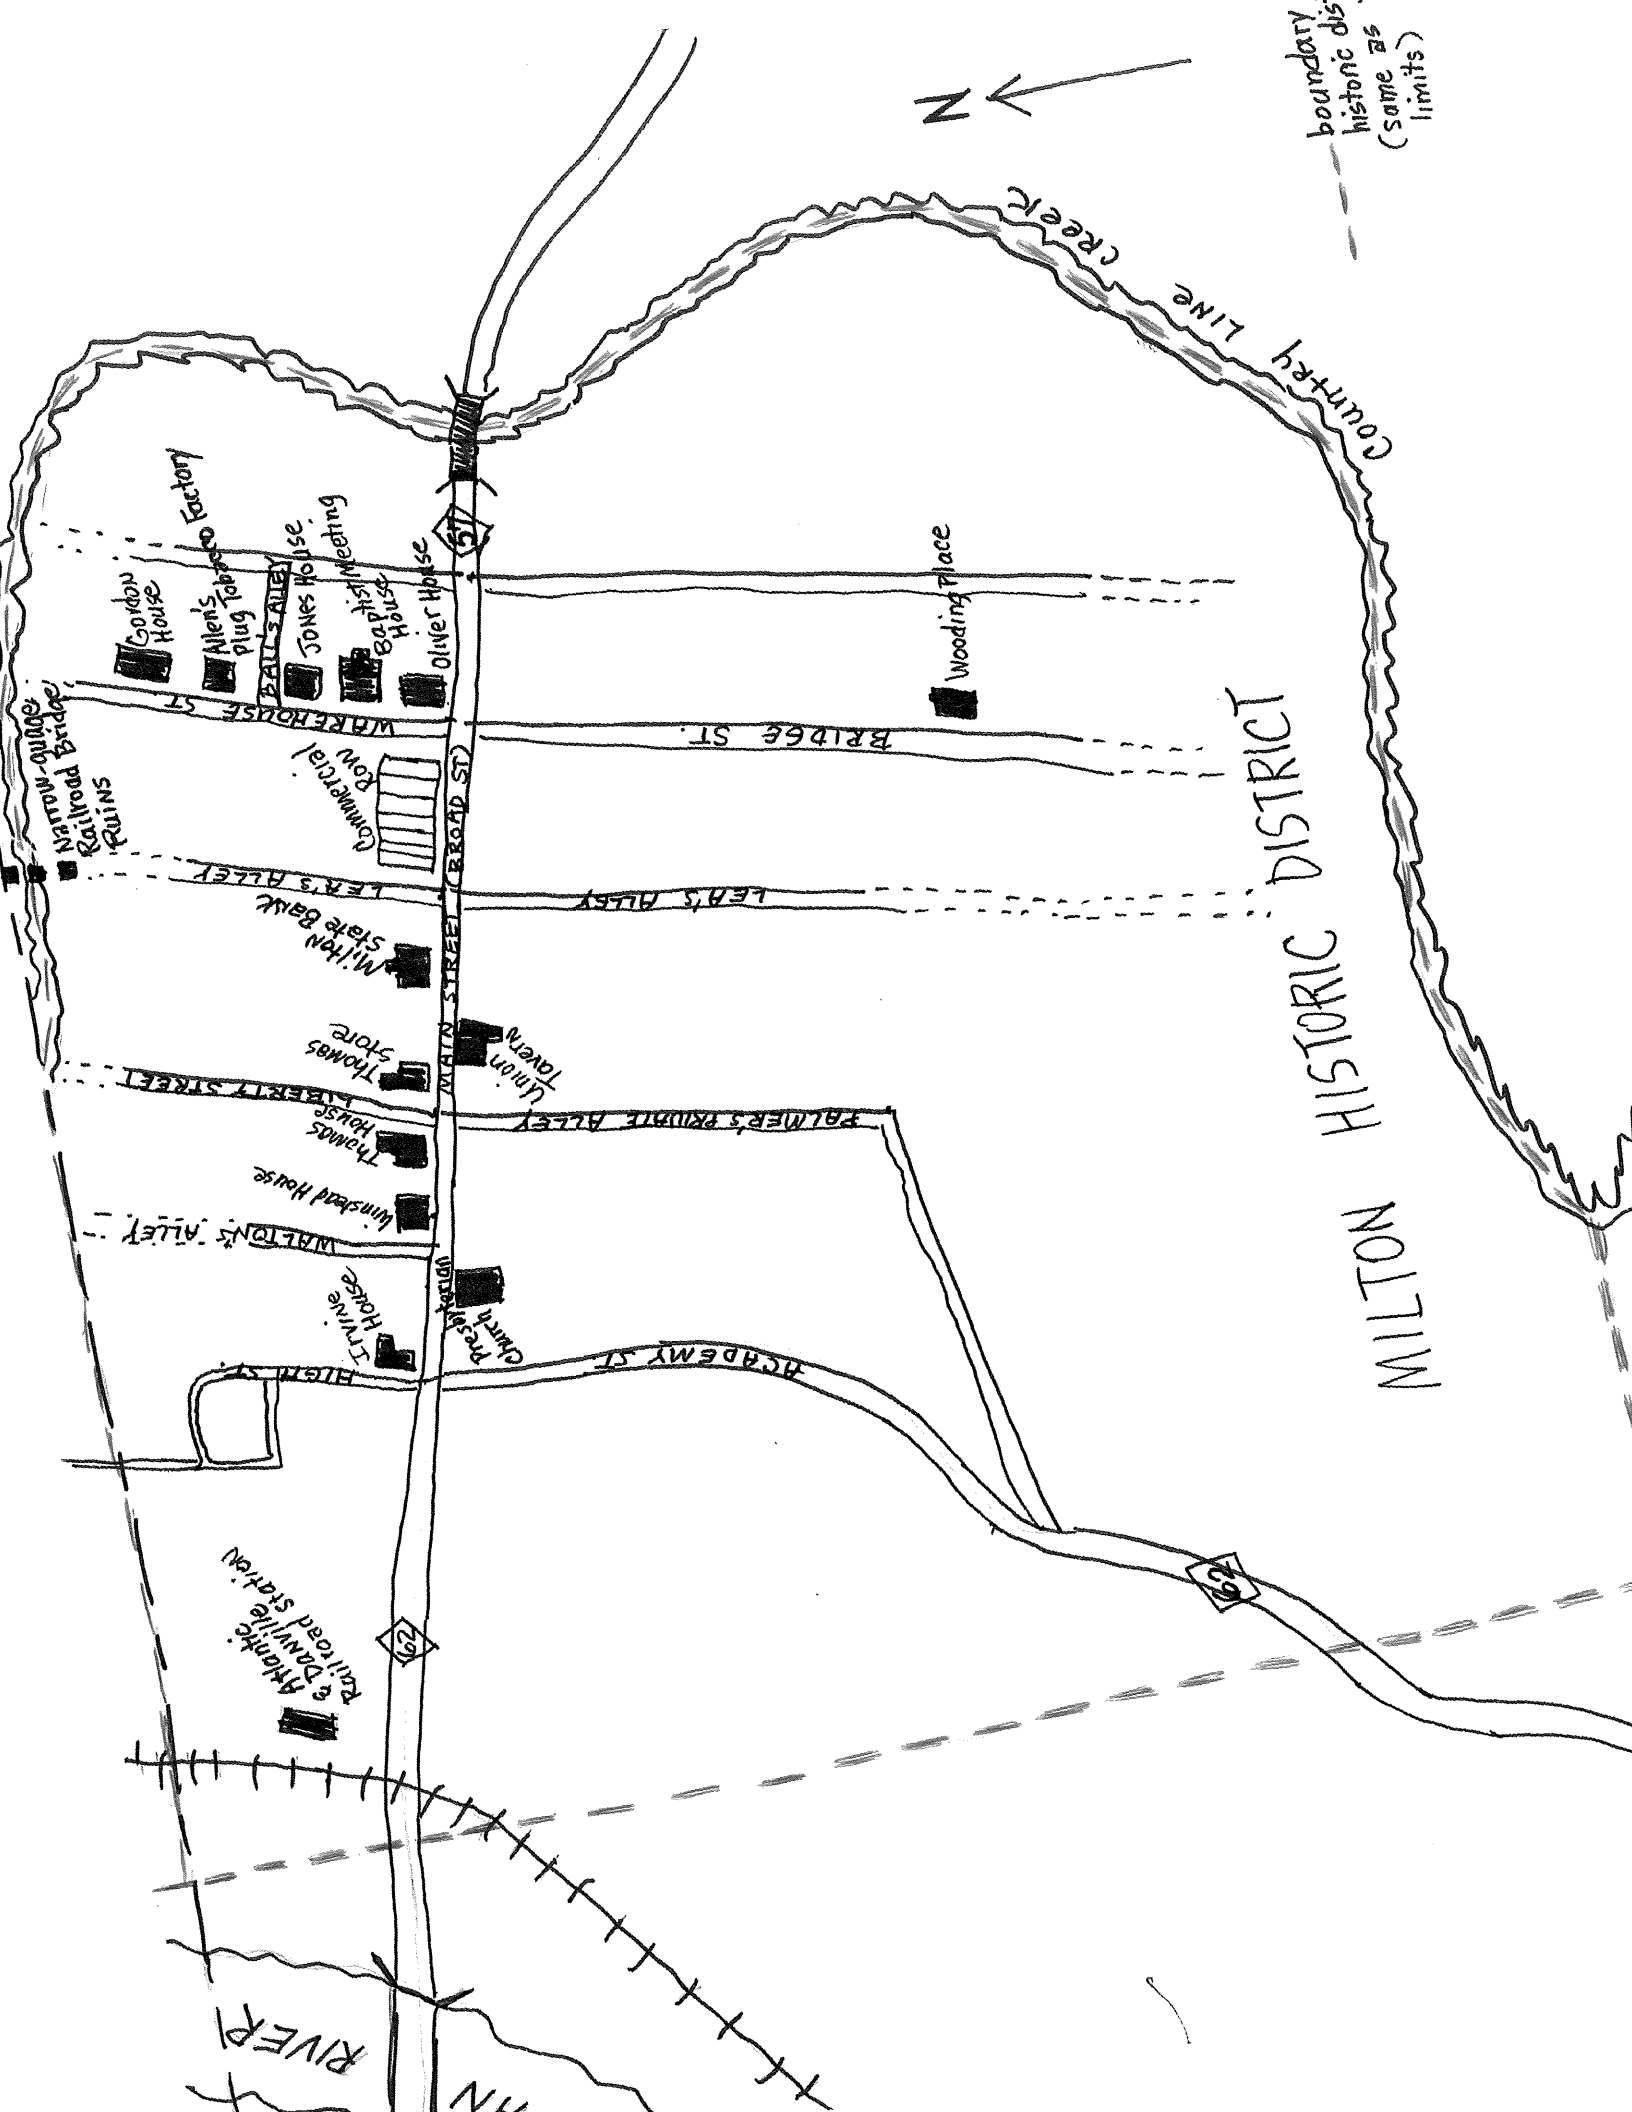 boundary
historic dis
(same as
limits)
N
COUNTRY LINE CREEK
57
Gordon
House
Allen's
Plug Tobacco Factory
BALL'S ALLEY
JONES House
Baptist Meeting
House
Oliver House
Wooding Place
Narrow-guage
Railroad Bridge
Ruins
WAREHOUSE ST
BRIDGE ST.
Commercial
Row
MAIN STREET (BROAD ST)
LEA'S ALLEY
LEA'S ALLEY
Milton
State Bank
Thomas
Store
Union
Tavern
LIBERTY STREET
PALMER'S PRIVATE ALLEY
Thomas
House
Winstead House
WALTON'S ALLEY
Presbyterian
Church
Irvine
House
HIGH ST.
ACADEMY ST.
MILTON HISTORIC DISTRICT
62
62
Atlantic
& Danville
Railroad Station
RIVER